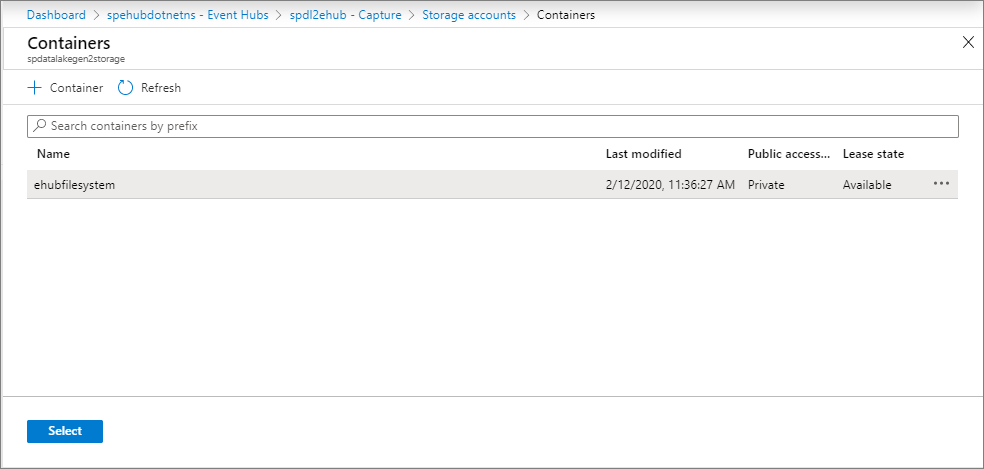 Dashboard > spehubdotnetns - Event Hubs > spdl2ehub - Capture > Storage accounts > Containers
Containers
spdatalakegen2storage
+ Container Refresh
Search containers by prefix
Name Last modified Public access... Lease state
ehubfilesystem 2/12/2020, 11:36:27 AM Private Available ...
Select